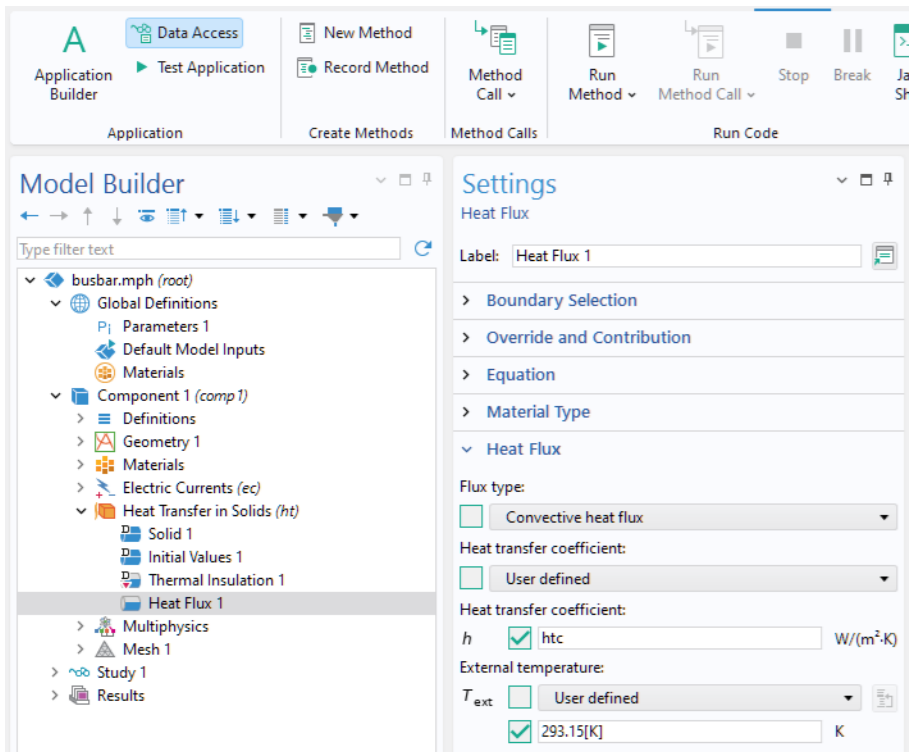 Data Access
Test Application
Application
Builder
New Method
Record Method
Method
Call
Run
Method
Run
Method Call
Stop
Break
Application
Create Methods
Method Calls
Run Code
Model Builder
Type filter text
busbar.mph (root)
Global Definitions
Pi Parameters 1
Default Model Inputs
Materials
Component 1 (comp1)
Definitions
Geometry 1
Materials
Electric Currents (ec)
Heat Transfer in Solids (ht)
D Solid 1
D Initial Values 1
D Thermal Insulation 1
Heat Flux 1
Multiphysics
Mesh 1
Study 1
Results
Settings
Heat Flux
Label: Heat Flux 1
Boundary Selection
Override and Contribution
Equation
Material Type
Heat Flux
Flux type:
Convective heat flux
Heat transfer coefficient:
User defined
Heat transfer coefficient:
h htc W/(m²·K)
External temperature:
Text User defined
293.15[K] K